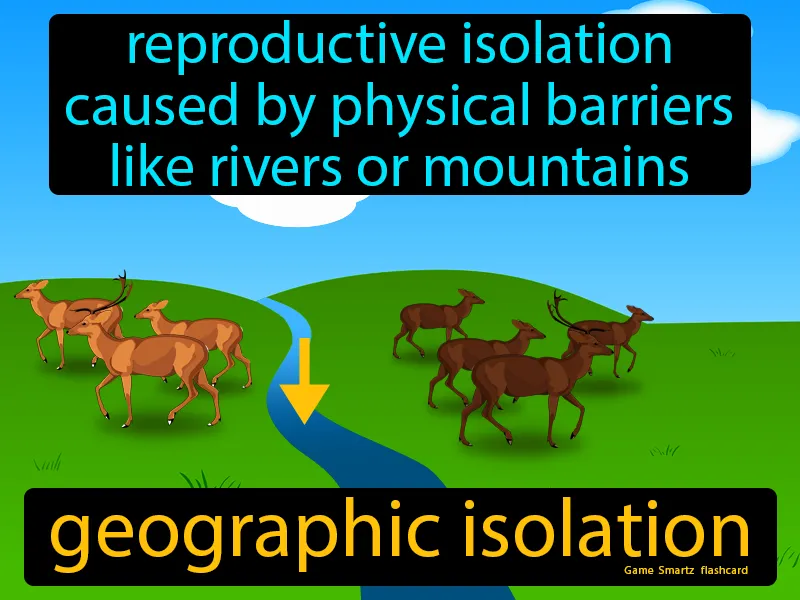 reproductive isolation
caused by physical barriers
like rivers or mountains
geographic isolation
Game Smartz flashcard